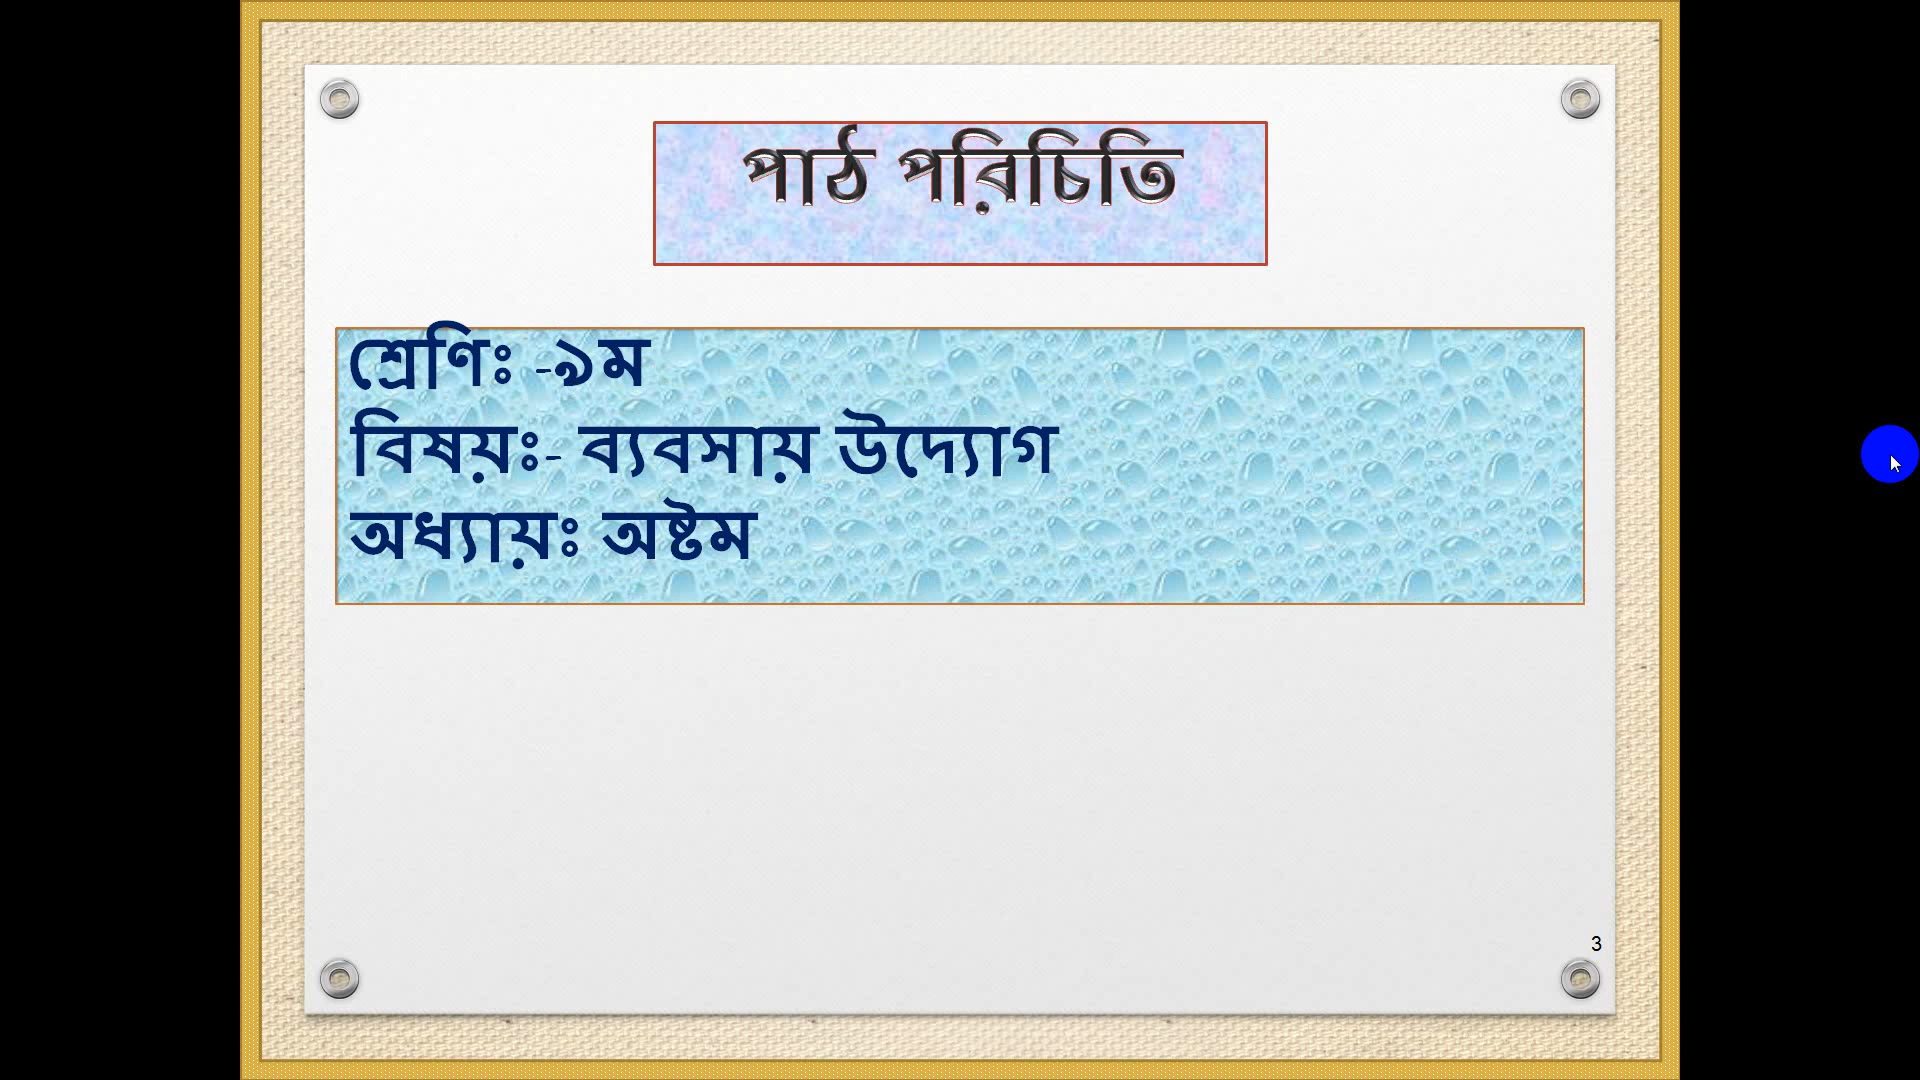 পাঠ পরিচিতি
শ্রেণিঃ -৯ম
বিষয়ঃ- ব্যবসায় উদ্যোগ
অধ্যায়ঃ অষ্টম
3